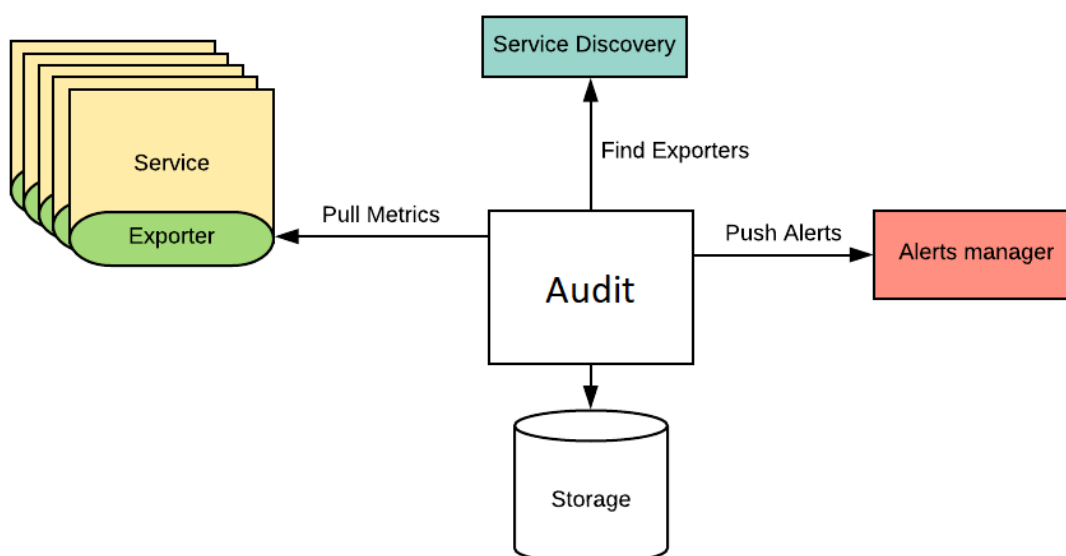 Service Discovery
Find Exporters
Service
Exporter
Pull Metrics
Audit
Push Alerts
Alerts manager
Storage